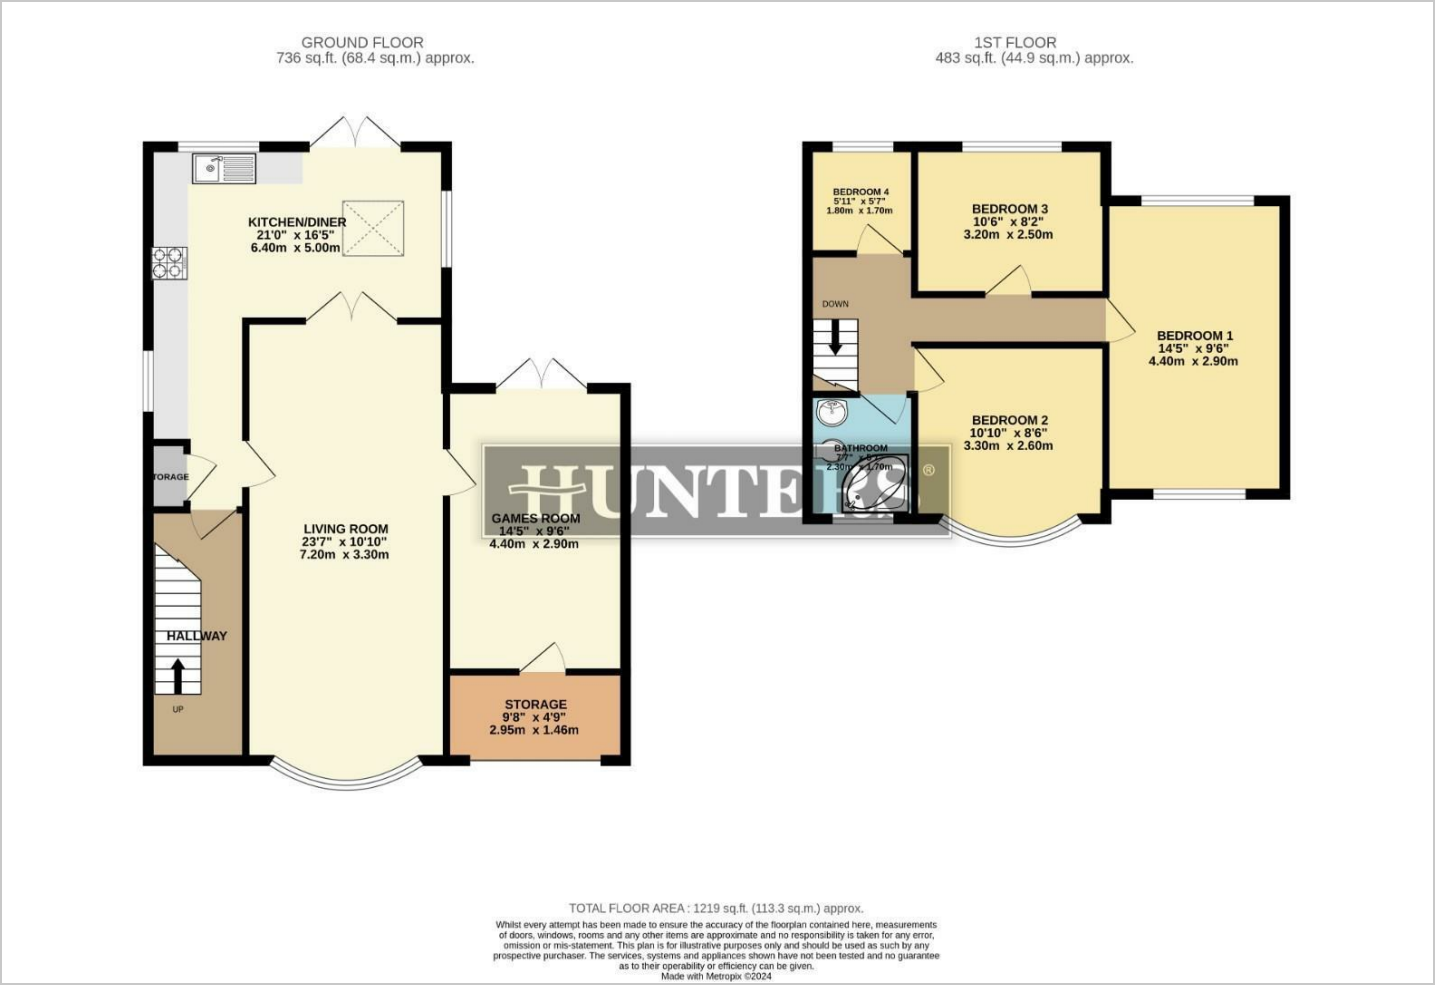 GROUND FLOOR
736 sq.ft. (68.4 sq.m.) approx.
1ST FLOOR
483 sq.ft. (44.9 sq.m.) approx.
KITCHEN/DINER
21'0" x 16'5"
6.40m x 5.00m
STORAGE
LIVING ROOM
23'7" x 10'10"
7.20m x 3.30m
GAMES ROOM
14'5" x 9'6"
4.40m x 2.90m
HALLWAY
UP
STORAGE
9'8" x 4'9"
2.95m x 1.46m
BEDROOM 4
5'11" x 5'7"
1.80m x 1.70m
BEDROOM 3
10'6" x 8'2"
3.20m x 2.50m
DOWN
BEDROOM 1
14'5" x 9'6"
4.40m x 2.90m
BEDROOM 2
10'10" x 8'6"
3.30m x 2.60m
BATHROOM
7'7" x
2.30m x 1.70m
HUNTERS®
TOTAL FLOOR AREA : 1219 sq.ft. (113.3 sq.m.) approx.
Whilst every attempt has been made to ensure the accuracy of the floorplan contained here, measurements
of doors, windows, rooms and any other items are approximate and no responsibility is taken for any error,
omission or mis-statement. This plan is for illustrative purposes only and should be used as such by any
prospective purchaser. The services, systems and appliances shown have not been tested and no guarantee
as to their operability or efficiency can be given.
Made with Metropix ©2024